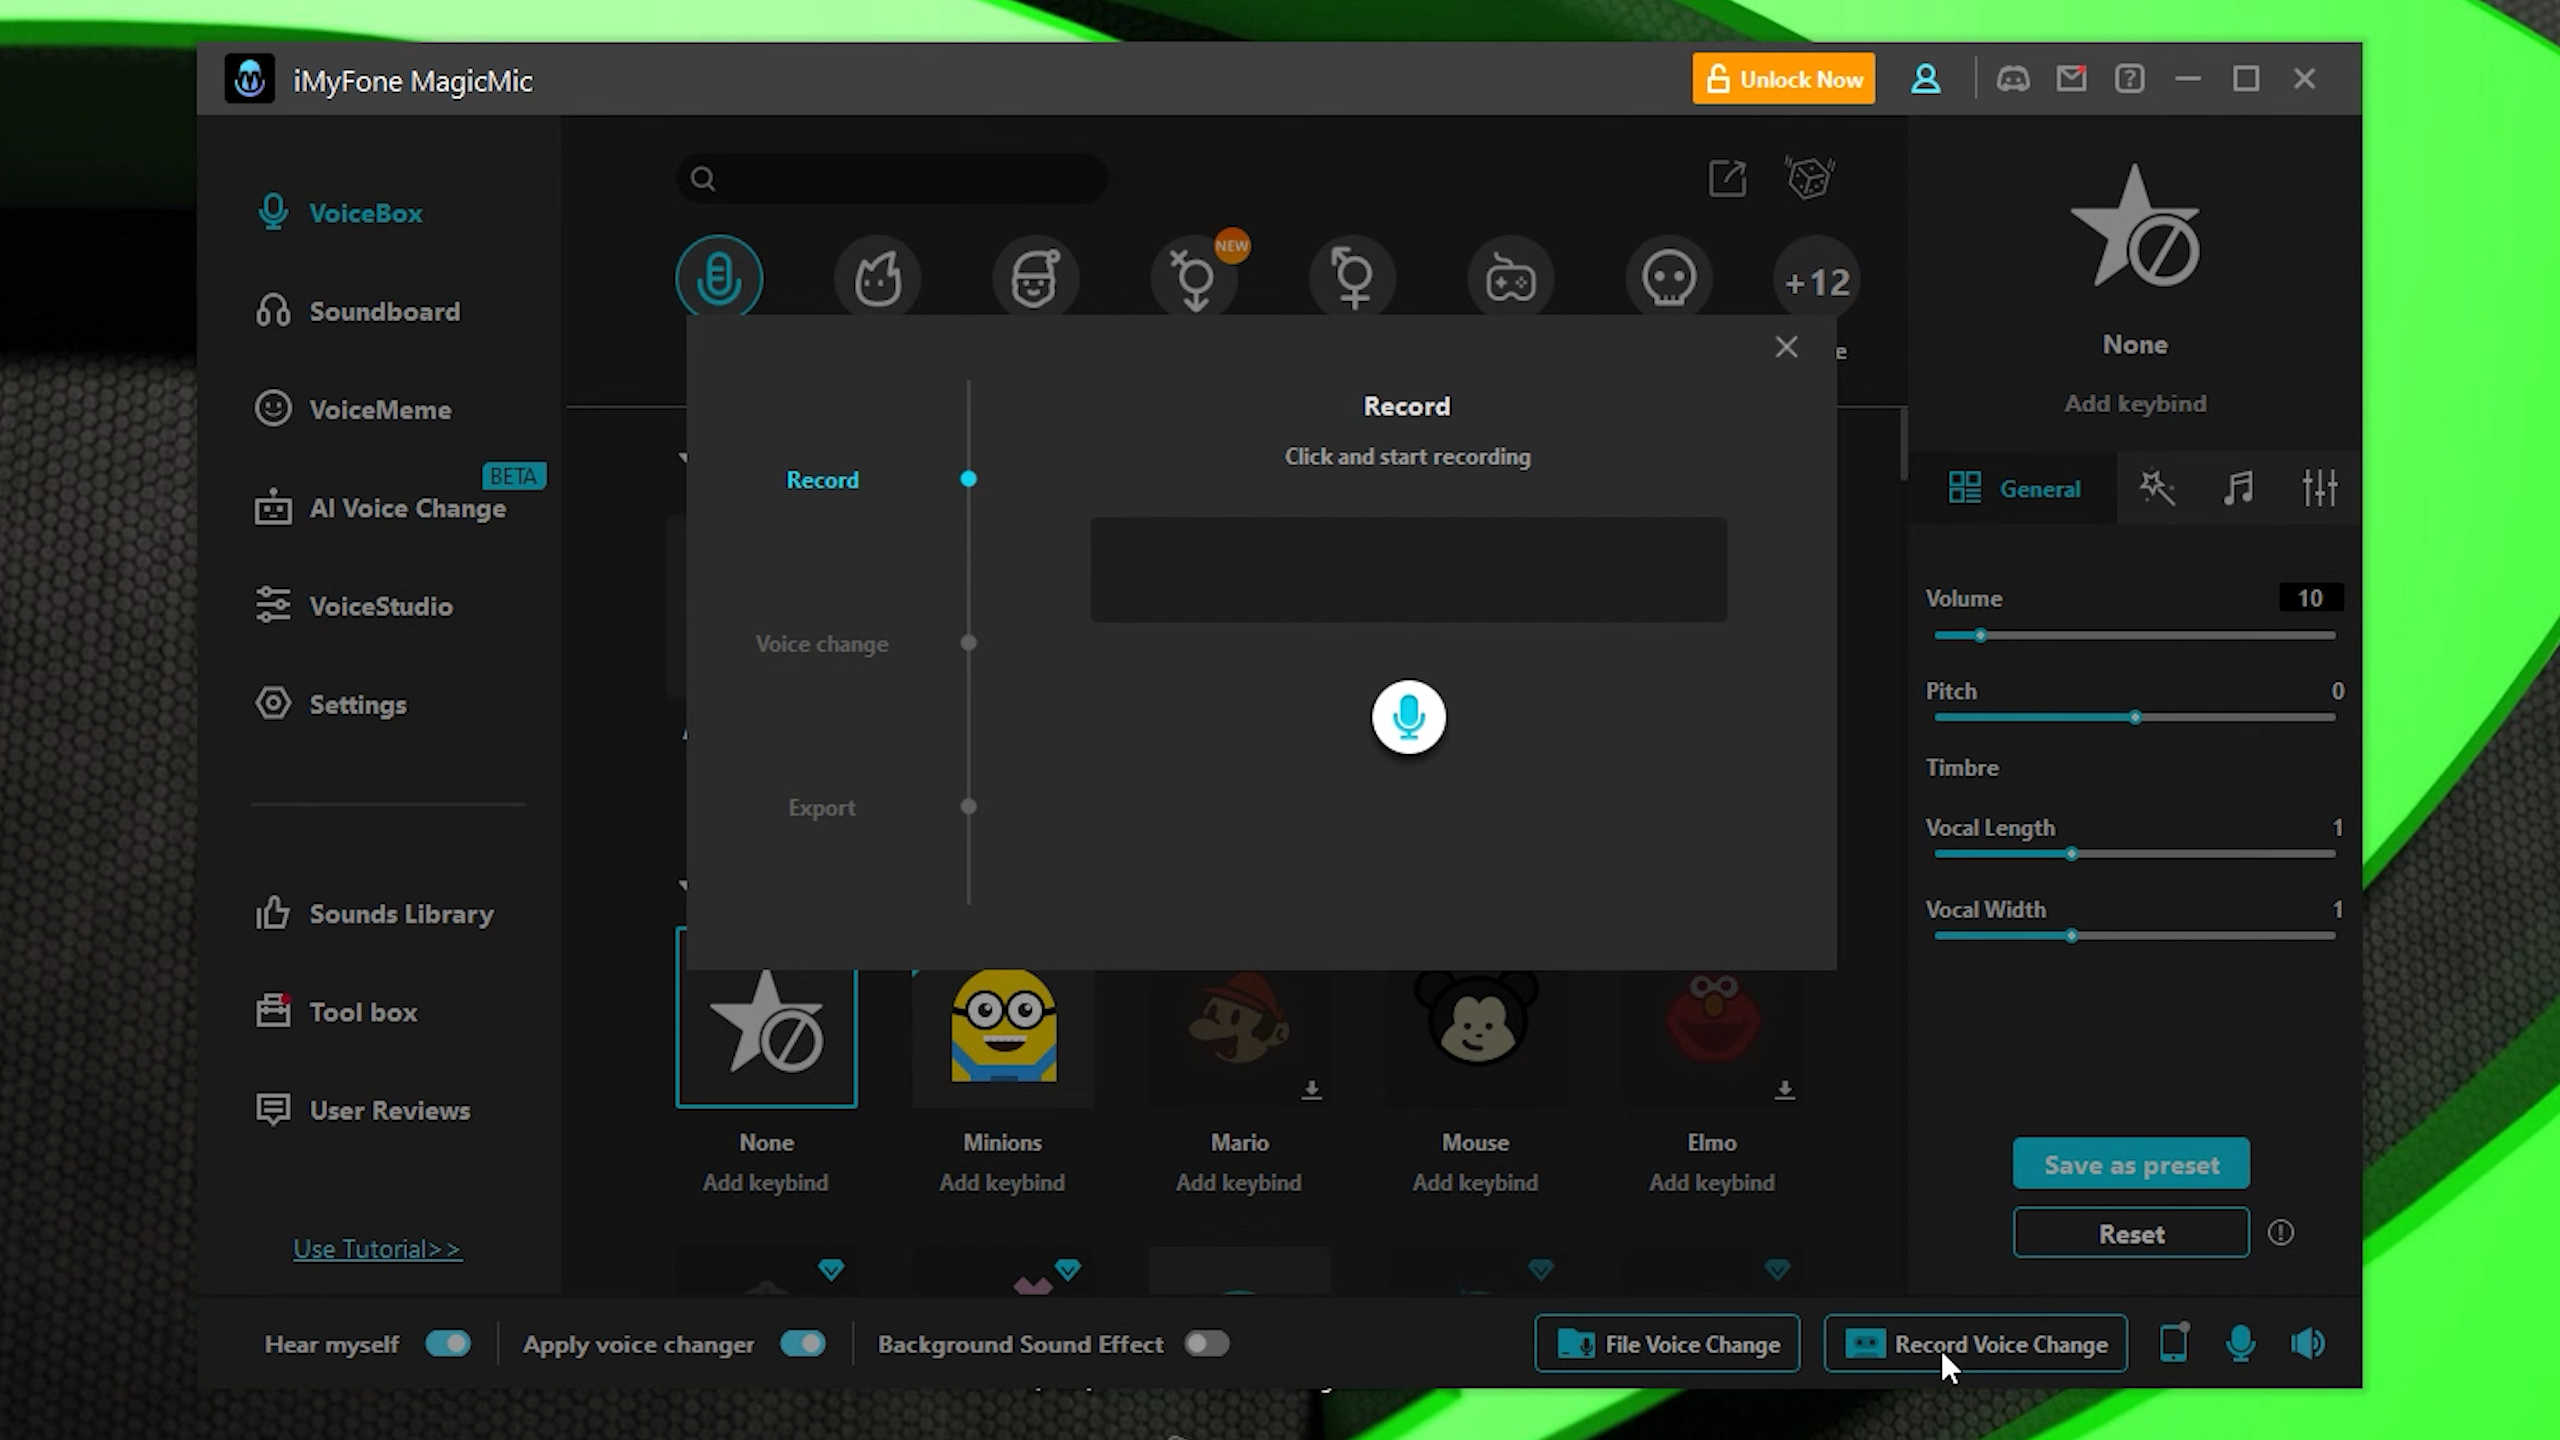 iMyFone MagicMic
Unlock Now
VoiceBox
Soundboard
VoiceMeme
BETA
AI Voice Change
VoiceStudio
Settings
Sounds Library
Tool box
User Reviews
Use Tutorial>>
NEW
+12
e
Record
Click and start recording
Record
Voice change
Export
None
Minions
Mario
Mouse
Elmo
Add keybind
Add keybind
Add keybind
Add keybind
Add keybind
None
Add keybind
General
Volume
10
Pitch
0
Timbre
Vocal Length
1
Vocal Width
1
Save as preset
Reset
Hear myself
Apply voice changer
Background Sound Effect
File Voice Change
Record Voice Change